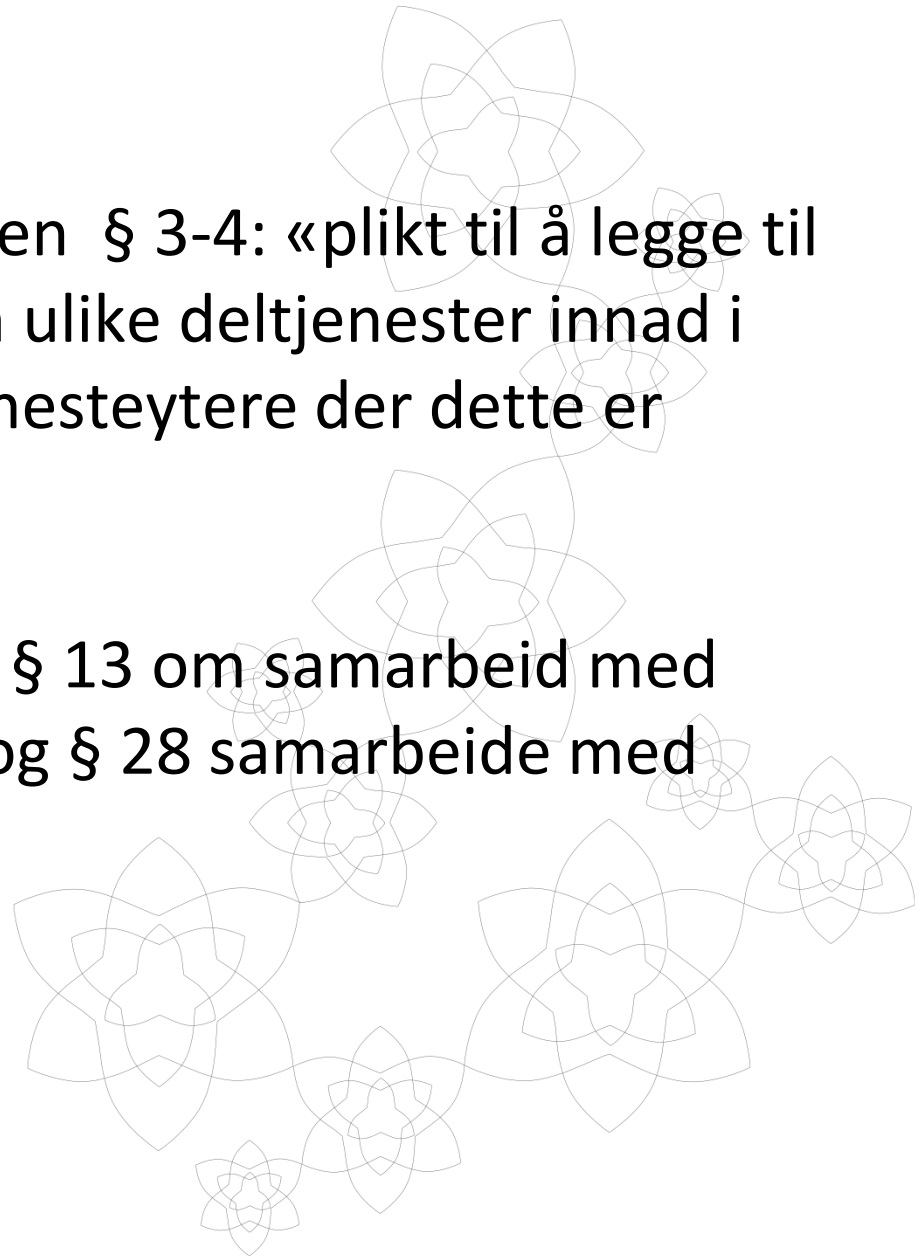 en § 3-4: «plikt til å legge til
ulike deltjenester innad i
nesteytere der dette er
§ 13 om samarbeid med
og § 28 samarbeide med